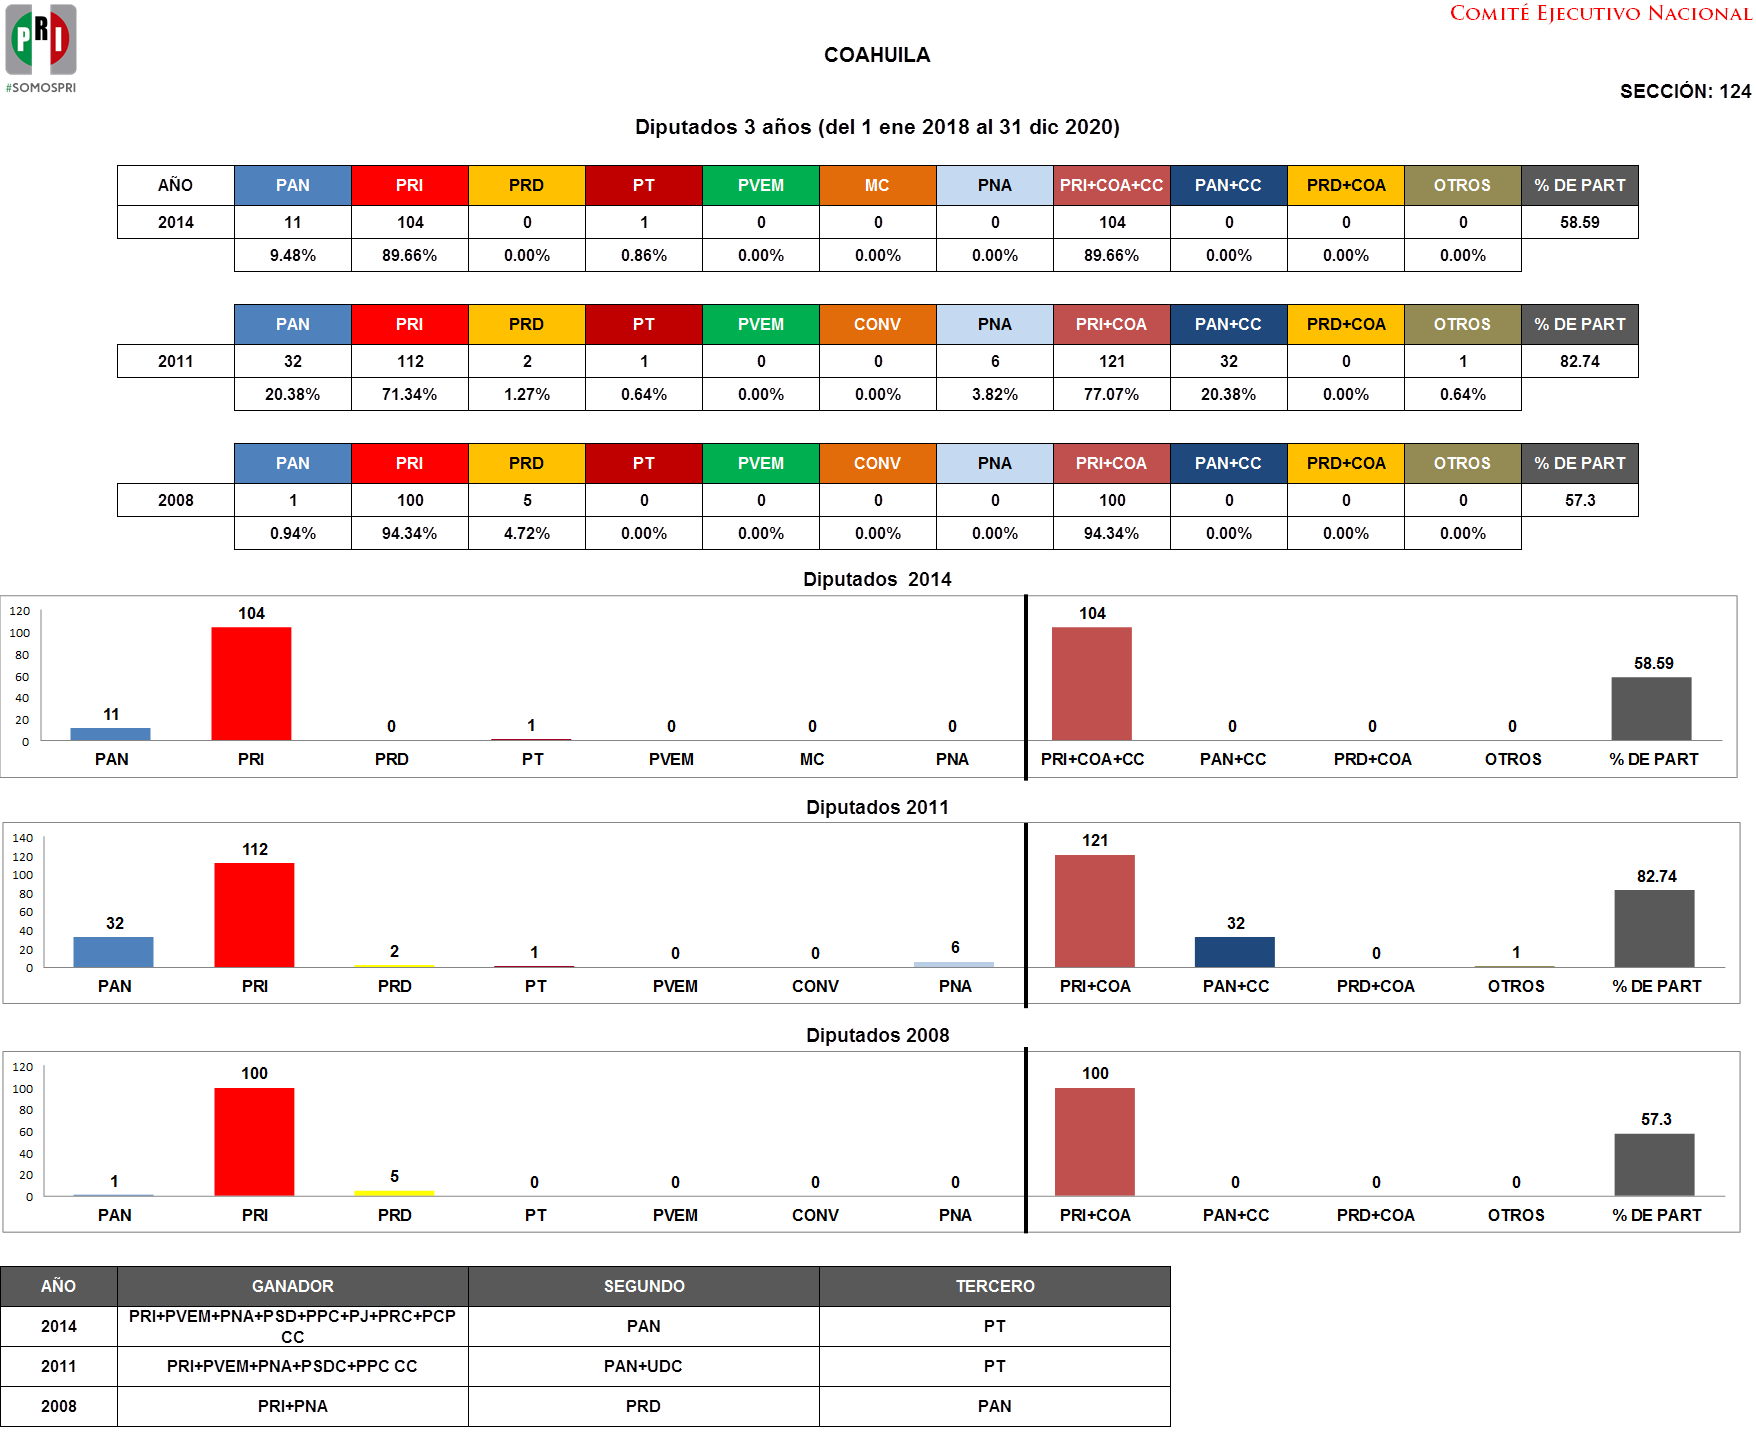 PRI
#SOMOSPRI
COMITÉ EJECUTIVO NACIONAL
COAHUILA
SECCIÓN: 124
Diputados 3 años (del 1 ene 2018 al 31 dic 2020)
AÑO PAN PRI PRD PT PVEM MC PNA PRI+COA+CC PAN+CC PRD+COA OTROS % DE PART
2014 11 104 0 1 0 0 0 104 0 0 0 58.59
9.48% 89.66% 0.00% 0.86% 0.00% 0.00% 0.00% 89.66% 0.00% 0.00% 0.00%
PAN PRI PRD PT PVEM CONV PNA PRI+COA PAN+CC PRD+COA OTROS % DE PART
2011 32 112 2 1 0 0 6 121 32 0 1 82.74
20.38% 71.34% 1.27% 0.64% 0.00% 0.00% 3.82% 77.07% 20.38% 0.00% 0.64%
PAN PRI PRD PT PVEM CONV PNA PRI+COA PAN+CC PRD+COA OTROS % DE PART
2008 1 100 5 0 0 0 0 100 0 0 0 57.3
0.94% 94.34% 4.72% 0.00% 0.00% 0.00% 0.00% 94.34% 0.00% 0.00% 0.00%
Diputados 2014
120
100
80
60
40
20
0
11 104 0 1 0 0 0 104 0 0 0 58.59
PAN PRI PRD PT PVEM MC PNA PRI+COA+CC PAN+CC PRD+COA OTROS % DE PART
Diputados 2011
140
120
100
80
60
40
20
0
32 112 2 1 0 0 6 121 32 0 1 82.74
PAN PRI PRD PT PVEM CONV PNA PRI+COA PAN+CC PRD+COA OTROS % DE PART
Diputados 2008
120
100
80
60
40
20
0
1 100 5 0 0 0 0 100 0 0 0 57.3
PAN PRI PRD PT PVEM CONV PNA PRI+COA PAN+CC PRD+COA OTROS % DE PART
AÑO GANADOR SEGUNDO TERCERO
2014 PRI+PVEM+PNA+PSD+PPC+PJ+PRC+PCP CC PAN PT
2011 PRI+PVEM+PNA+PSDC+PPC CC PAN+UDC PT
2008 PRI+PNA PRD PAN